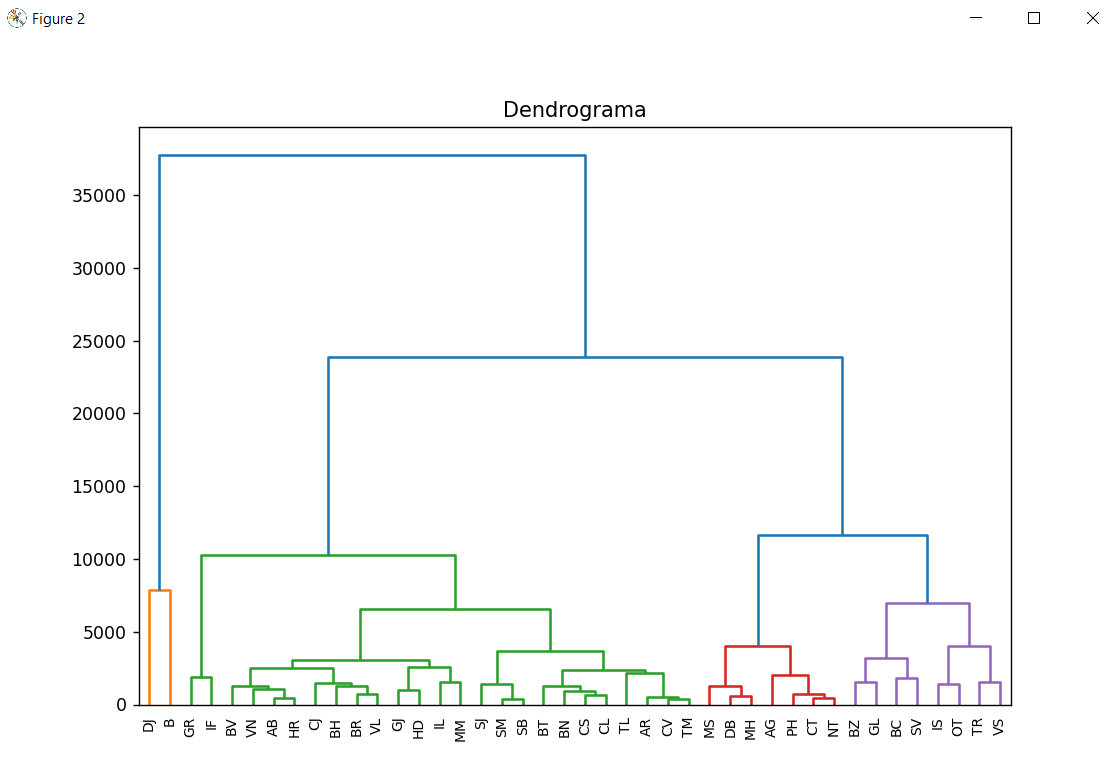 Figure 2
Dendrograma
35000
30000
25000
20000
15000
10000
5000
0
DJ B GR IF BV VN AB HR CJ BH BR VL GJ HD IL MM SJ SM SB BT BN CS CL TL AR CV TM MS DB MH AG PH CT NT BZ GL BC SV IS OT TR VS